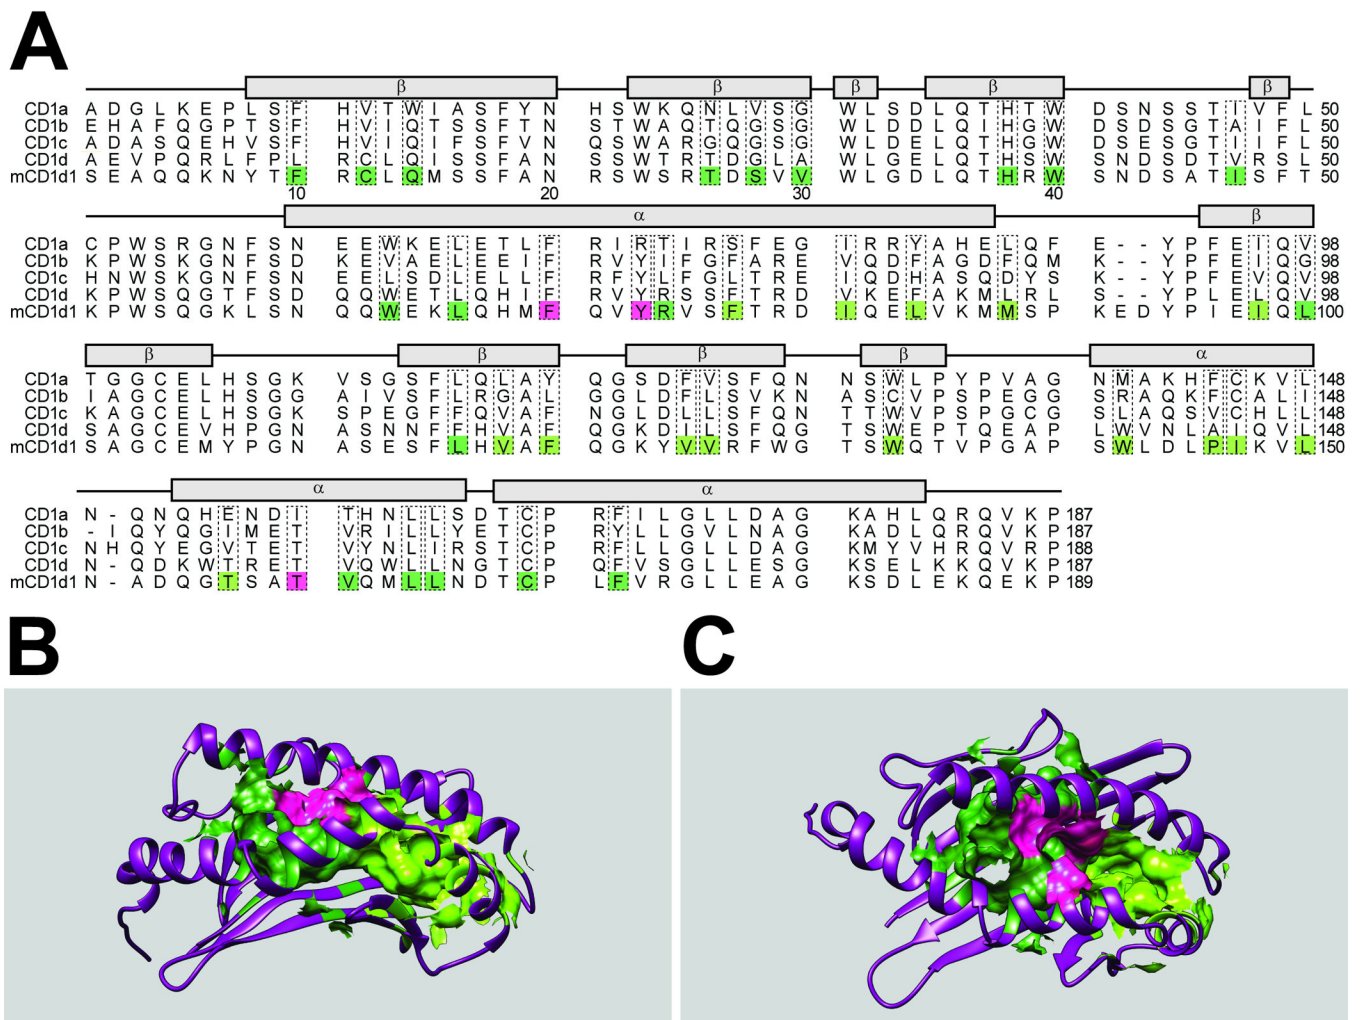 A
β β β β β
CD1a A D G L K E P L S F H V T W I A S F Y N H S W K Q N L V S G W L S D L Q T H T W D S N S S T I V F L 50
CD1b E H A F Q G P T S F H V I Q T S S F T N S T W A Q T Q G S G W L D D L Q I H G W D S D S G T A I F L 50
CD1c A D A S Q E H V S F H V I Q I F S F V N Q S W A R G Q G S G W L D E L Q T H G W D S E S G T I I F L 50
CD1d A E V P Q R L F P L R C L Q I S S F A N S S W T R T D G L A W L G E L Q T H S W S N D S D T V R S L 50
mCD1d1 S E A Q Q K N Y T F R C L Q M S S F A N R S W S R T D S V V W L G D L Q T H R W S N D S A T I S F T 50
10 20 30 40
α β
CD1a C P W S R G N F S N E E W K E L E T L F R I R T I R S F E G I R R Y A H E L Q F E - - Y P F E I Q V 98
CD1b K P W S K G N F S D K E V A E L E E I F R V Y I F G F A R E V Q D F A G D F Q M K - - Y P F E I Q G 98
CD1c H N W S K G N F S N E E L S D L E L L F R F Y L F G L T R E I Q D H A S Q D Y S K - - Y P F E V Q V 98
CD1d K P W S Q G T F S D Q Q W E T L Q H I F R V Y R S S F T R D V K E F A K M L R L S - - Y P L E L Q V 98
mCD1d1 K P W S Q G K L S N Q Q W E K L Q H M F Q V Y R V S F T R D I Q E L V K M M S P K E D Y P I E I Q L 100
β β β β α
CD1a T G G C E L H S G K V S G S F L Q L A Y Q G S D F V S F Q N N S W L P Y P V A G N M A K H F C K V L 148
CD1b I A G C E L H S G G A I V S F L R G A L G G L D F L S V K N A S C V P S P E G G S R A Q K F C A L I 148
CD1c K A G C E L H S G K S P E G F F Q V A F N G L D L L S F Q N T T W V P S P G C G S L A Q S V C H L L 148
CD1d S A G C E V H P G N A S N N F F H V A F Q G K D I L S F Q G T S W E P T Q E A P L W V N L A I Q V L 148
mCD1d1 S A G C E M Y P G N A S E S F L H V A F Q G K Y V V R F W G T S W Q T V P G A P S W L D L P I K V L 150
α α
CD1a N - Q N Q H E N D I T H N L L S D T C P R F I L G L L D A G K A H L Q R Q V K P 187
CD1b - I Q Y Q G I M E T V R I L L Y E T C P R Y L L G V L N A G K A D L Q R Q V K P 187
CD1c N H Q Y E G V T E T V Y N L I R S T C P R F L L G L L D A G K M Y V H R Q V R P 188
CD1d N - Q D K W T R E T V Q W L L N G T C P Q F V S G L L E A G K S E L K K Q V K P 187
mCD1d1 N - A D Q G T S A T V Q M L L N D T C P L F V R G L L E A G K S D L E K Q E K P 189
B C